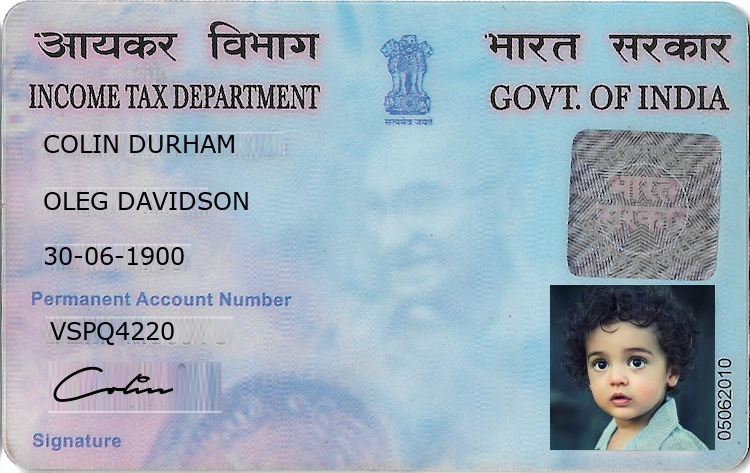 आयकर विभाग भारत सरकार
INCOME TAX DEPARTMENT GOVT. OF INDIA
सत्यमेव जयते
COLIN DURHAM
भारत सरकार
OLEG DAVIDSON
30-06-1900
Permanent Account Number
VSPQ4220
Colin
Signature
05062010